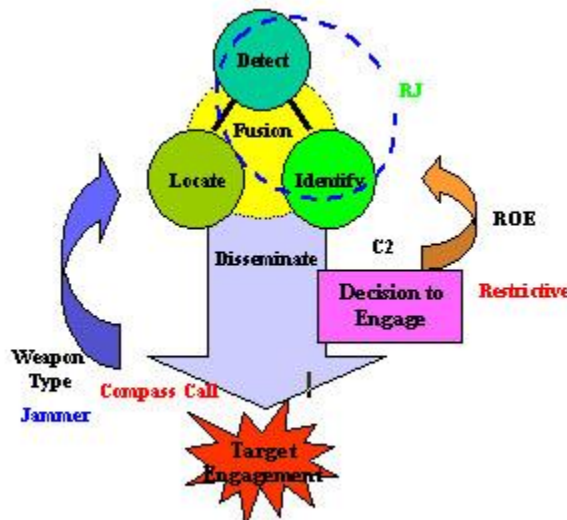 Detect
RJ
Fusion
Locate
Identify
ROE
C2
Disseminate
Decision to
Engage
Restrictive
Weapon
Type
Compass Call
Jammer
Target
Engagement